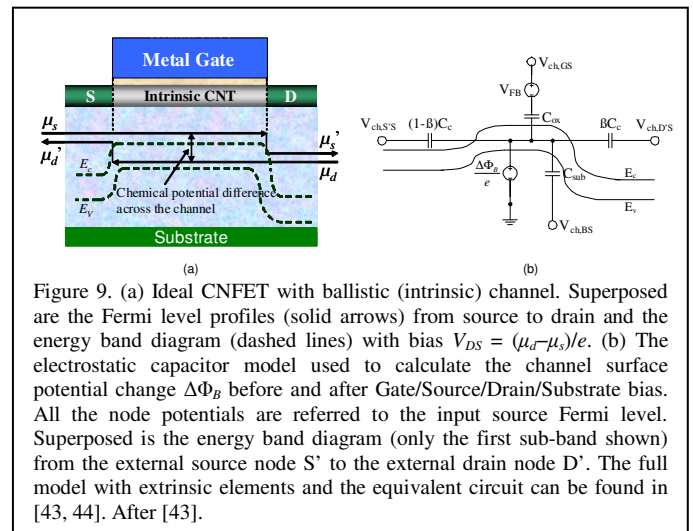 Metal Gate
S
Intrinsic CNT
D
μs
μs'
μd'
μd
Ec
Chemical potential difference
across the channel
EV
Substrate
(a)
Vch,GS
VFB
Vch,S'S
(1-ß)Cc
Cox
ßCc
Vch,D'S
ΔΦB
e
Csub
Ec
Ev
Vch,BS
(b)
Figure 9. (a) Ideal CNFET with ballistic (intrinsic) channel. Superposed
are the Fermi level profiles (solid arrows) from source to drain and the
energy band diagram (dashed lines) with bias VDS = (μd–μs)/e. (b) The
electrostatic capacitor model used to calculate the channel surface
potential change ΔΦB before and after Gate/Source/Drain/Substrate bias.
All the node potentials are referred to the input source Fermi level.
Superposed is the energy band diagram (only the first sub-band shown)
from the external source node S' to the external drain node D'. The full
model with extrinsic elements and the equivalent circuit can be found in
[43, 44]. After [43].